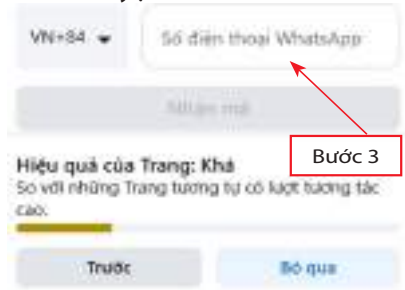 VN+84
Số điện thoại WhatsApp
Nhận mã
Bước 3
Hiệu quả của Trang: Khá
So với những Trang tương tự có lượt tương tác
cao.
Trước
Bỏ qua